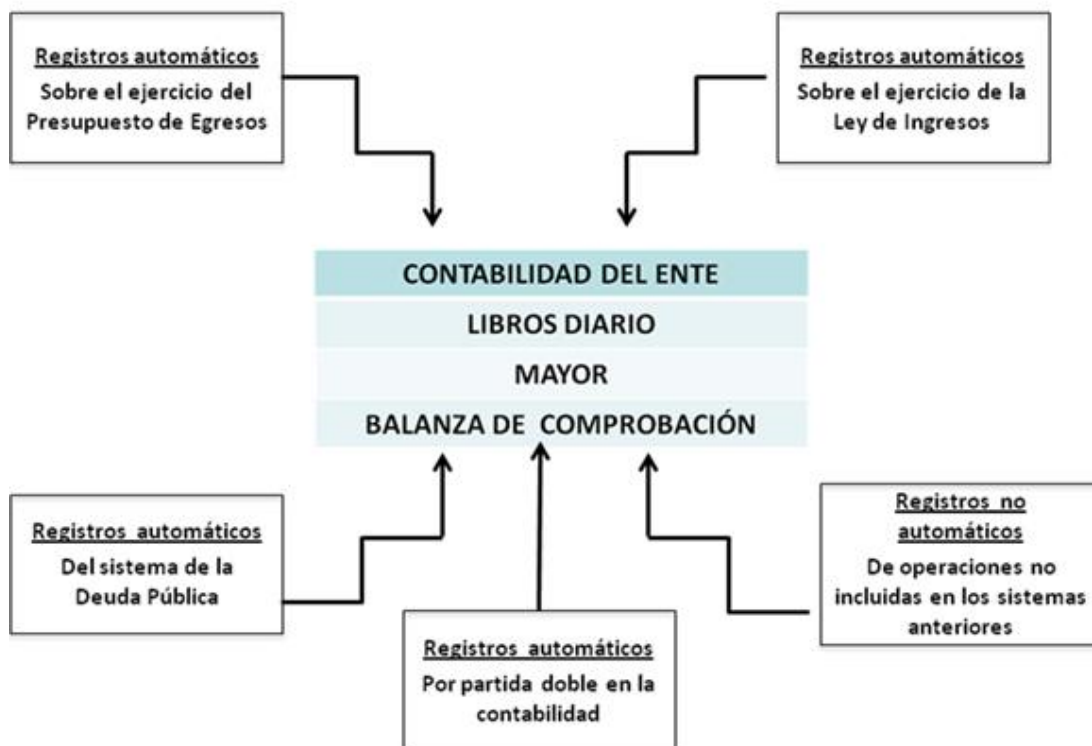 Registros automáticos
Sobre el ejercicio del
Presupuesto de Egresos
Registros automáticos
Sobre el ejercicio de la
Ley de Ingresos
CONTABILIDAD DEL ENTE
LIBROS DIARIO
MAYOR
BALANZA DE COMPROBACIÓN
Registros automáticos
Del sistema de la
Deuda Pública
Registros automáticos
Por partida doble en la
contabilidad
Registros no
automáticos
De operaciones no
incluidas en los sistemas
anteriores